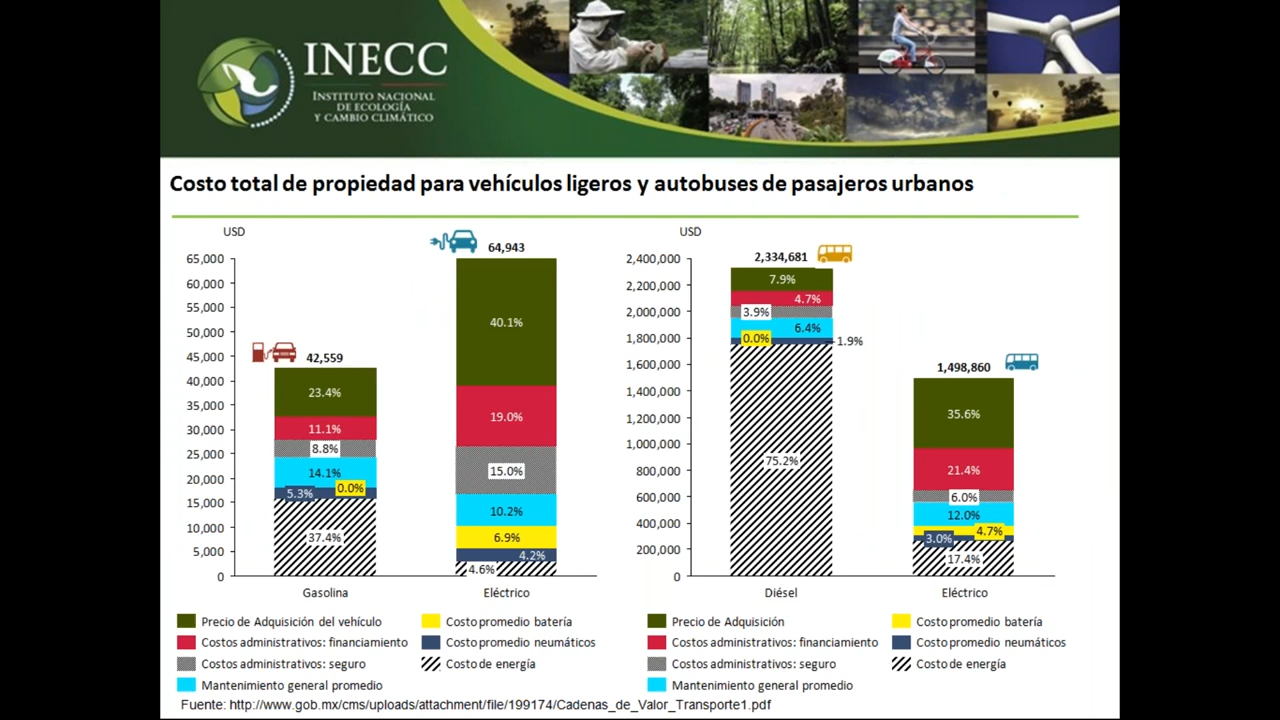 INECC
INSTITUTO NACIONAL
DE ECOLOGÍA
Y CAMBIO CLIMÁTICO
Costo total de propiedad para vehículos ligeros y autobuses de pasajeros urbanos
USD
65,000
60,000
55,000
50,000
45,000
40,000
35,000
30,000
25,000
20,000
15,000
10,000
5,000
0
42,559
23.4%
11.1%
8.8%
14.1%
5.3%
0.0%
37.4%
Gasolina
64,943
40.1%
19.0%
15.0%
10.2%
6.9%
4.2%
4.6%
Eléctrico
Precio de Adquisición del vehículo
Costos administrativos: financiamiento
Costos administrativos: seguro
Mantenimiento general promedio
Costo promedio batería
Costo promedio neumáticos
Costo de energía
USD
2,400,000
2,200,000
2,000,000
1,800,000
1,600,000
1,400,000
1,200,000
1,000,000
800,000
600,000
400,000
200,000
0
2,334,681
7.9%
4.7%
3.9%
6.4%
0.0%
1.9%
75.2%
Diésel
1,498,860
35.6%
21.4%
6.0%
12.0%
4.7%
3.0%
17.4%
Eléctrico
Precio de Adquisición
Costos administrativos: financiamiento
Costos administrativos: seguro
Mantenimiento general promedio
Costo promedio batería
Costo promedio neumáticos
Costo de energía
Fuente: http://www.gob.mx/cms/uploads/attachment/file/199174/Cadenas_de_Valor_Transporte1.pdf